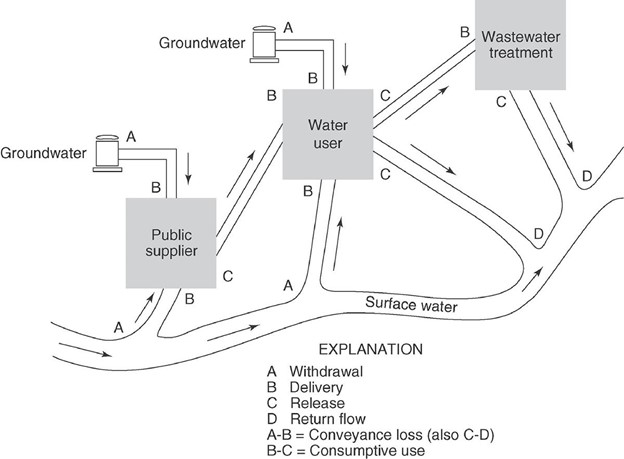 A
Groundwater
B
B
Wastewater
treatment
B
C
C
Water
user
A
Groundwater
B
C
D
B
D
Public
supplier
C
B
A
A
Surface water
EXPLANATION
A Withdrawal
B Delivery
C Release
D Return flow
A-B = Conveyance loss (also C-D)
B-C = Consumptive use